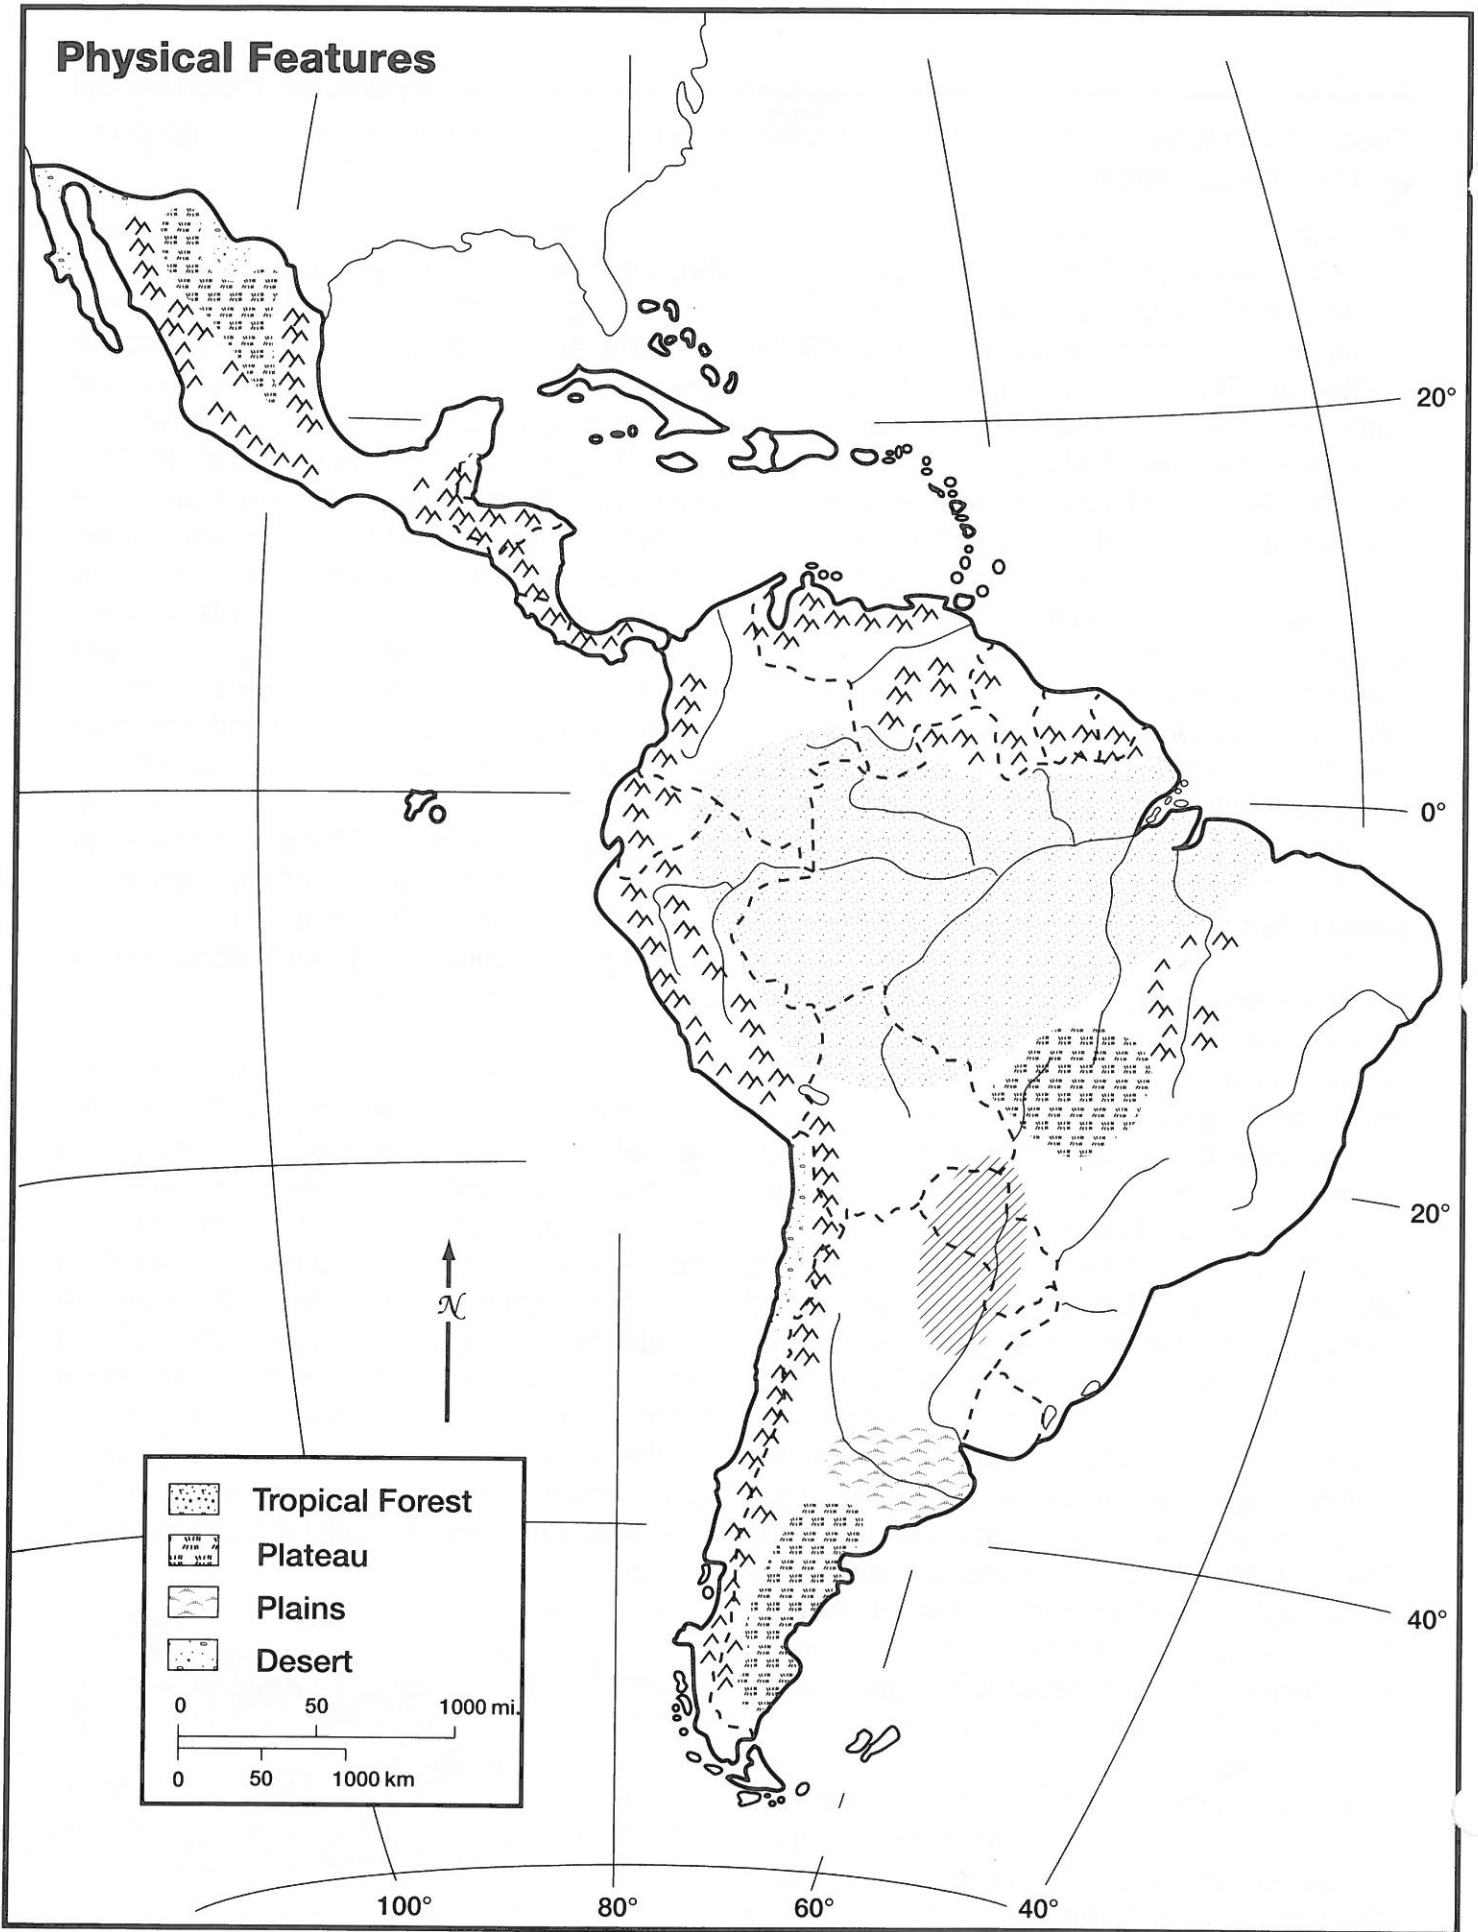 Physical Features
20°
0°
20°
N
Tropical Forest
Plateau
Plains
Desert
0 50 1000 mi.
0 50 1000 km
40°
100° 80° 60° 40°